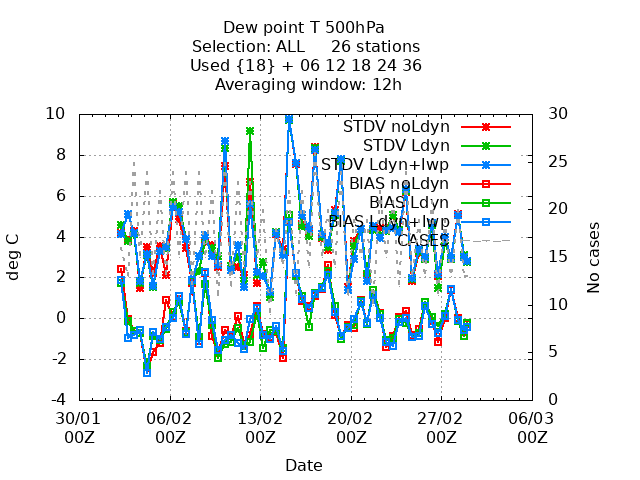 Dew point T 500hPa
Selection: ALL     26 stations
Used {18} + 06 12 18 24 36
Averaging window: 12h
10
8
6
4
2
0
-2
-4
deg C
30
25
20
15
10
5
0
No cases
STDV noLdyn
STDV Ldyn
STDV Ldyn+lwp
BIAS noLdyn
BIAS Ldyn
BIAS Ldyn+lwp
CASES
30/01 06/02 13/02 20/02 27/02 06/03
00Z 00Z 00Z 00Z 00Z 00Z
Date